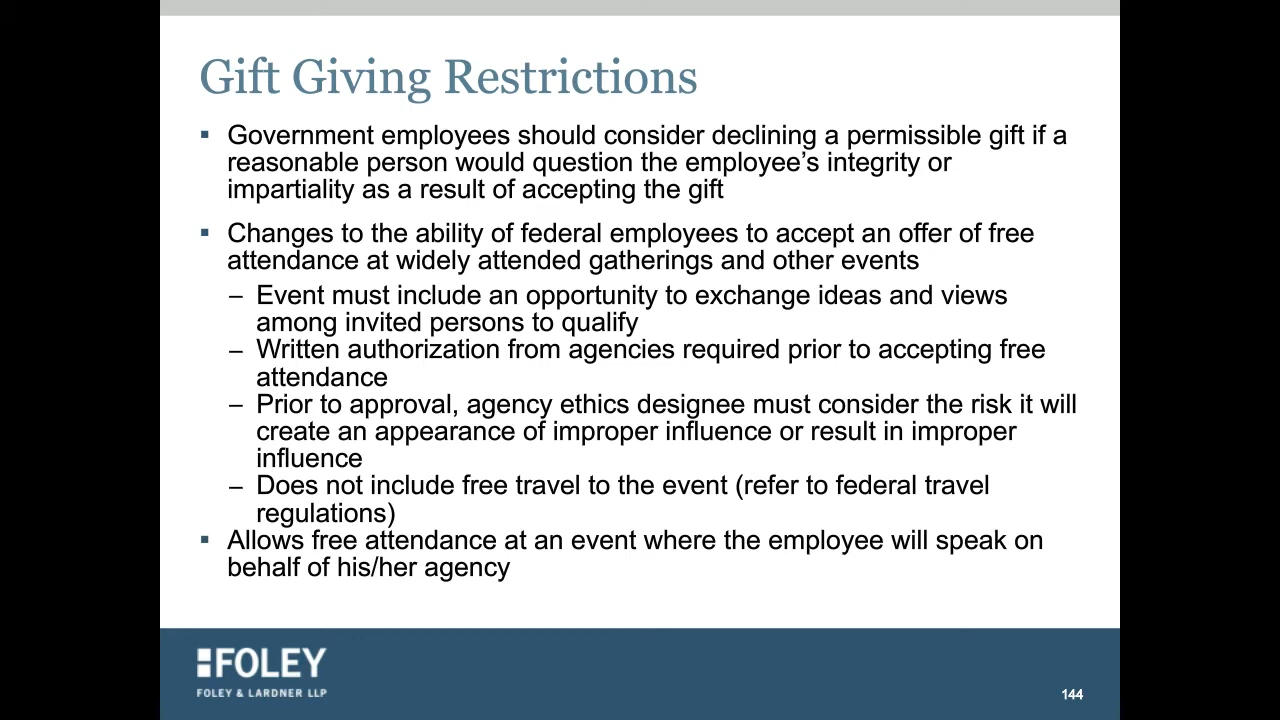 Gift Giving Restrictions
▪ Government employees should consider declining a permissible gift if a
reasonable person would question the employee’s integrity or
impartiality as a result of accepting the gift
▪ Changes to the ability of federal employees to accept an offer of free
attendance at widely attended gatherings and other events
– Event must include an opportunity to exchange ideas and views
among invited persons to qualify
– Written authorization from agencies required prior to accepting free
attendance
– Prior to approval, agency ethics designee must consider the risk it will
create an appearance of improper influence or result in improper
influence
– Does not include free travel to the event (refer to federal travel
regulations)
▪ Allows free attendance at an event where the employee will speak on
behalf of his/her agency
FOLEY
FOLEY & LARDNER LLP
144